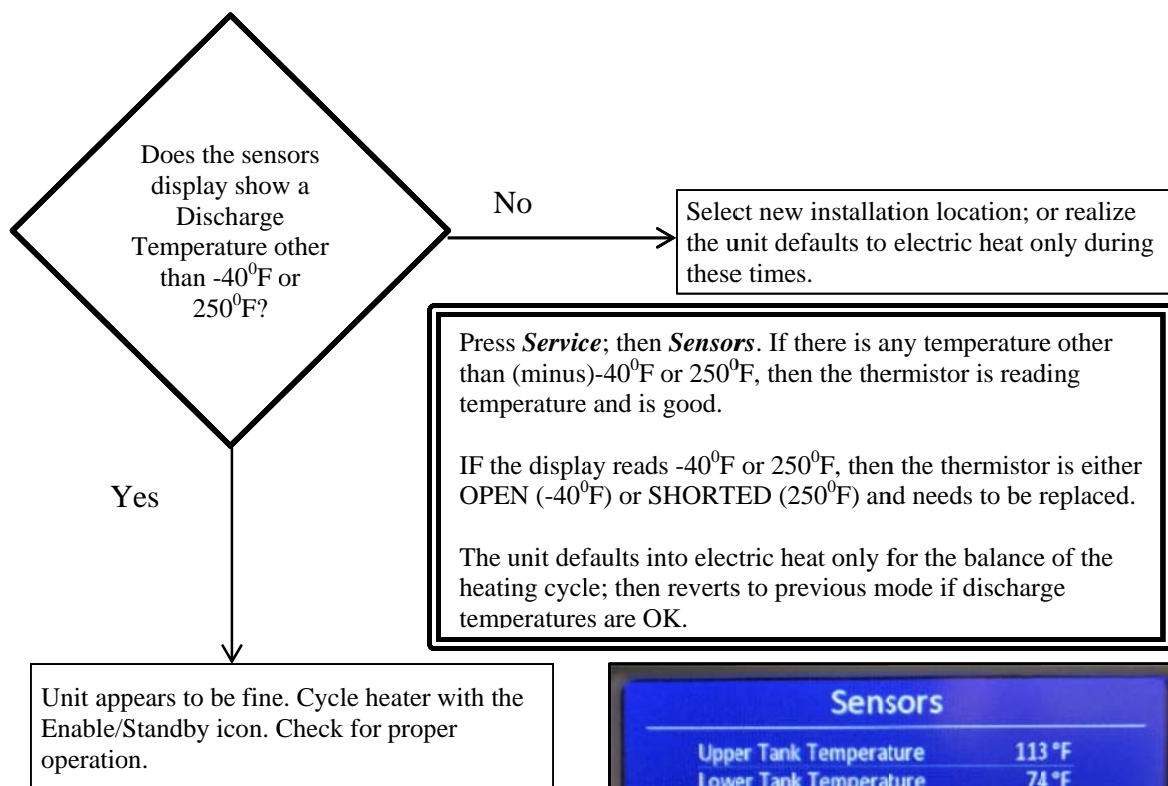 Does the sensors
display show a
Discharge
Temperature other
than -40⁰F or
250⁰F?
No
Select new installation location; or realize
the unit defaults to electric heat only during
these times.
Press Service; then Sensors. If there is any temperature other
than (minus)-40⁰F or 250⁰F, then the thermistor is reading
temperature and is good.
IF the display reads -40⁰F or 250⁰F, then the thermistor is either
OPEN (-40⁰F) or SHORTED (250⁰F) and needs to be replaced.
The unit defaults into electric heat only for the balance of the
heating cycle; then reverts to previous mode if discharge
temperatures are OK.
Yes
Unit appears to be fine. Cycle heater with the
Enable/Standby icon. Check for proper
operation.
Sensors
Upper Tank Temperature 113 °F
Lower Tank Temperature 74 °F